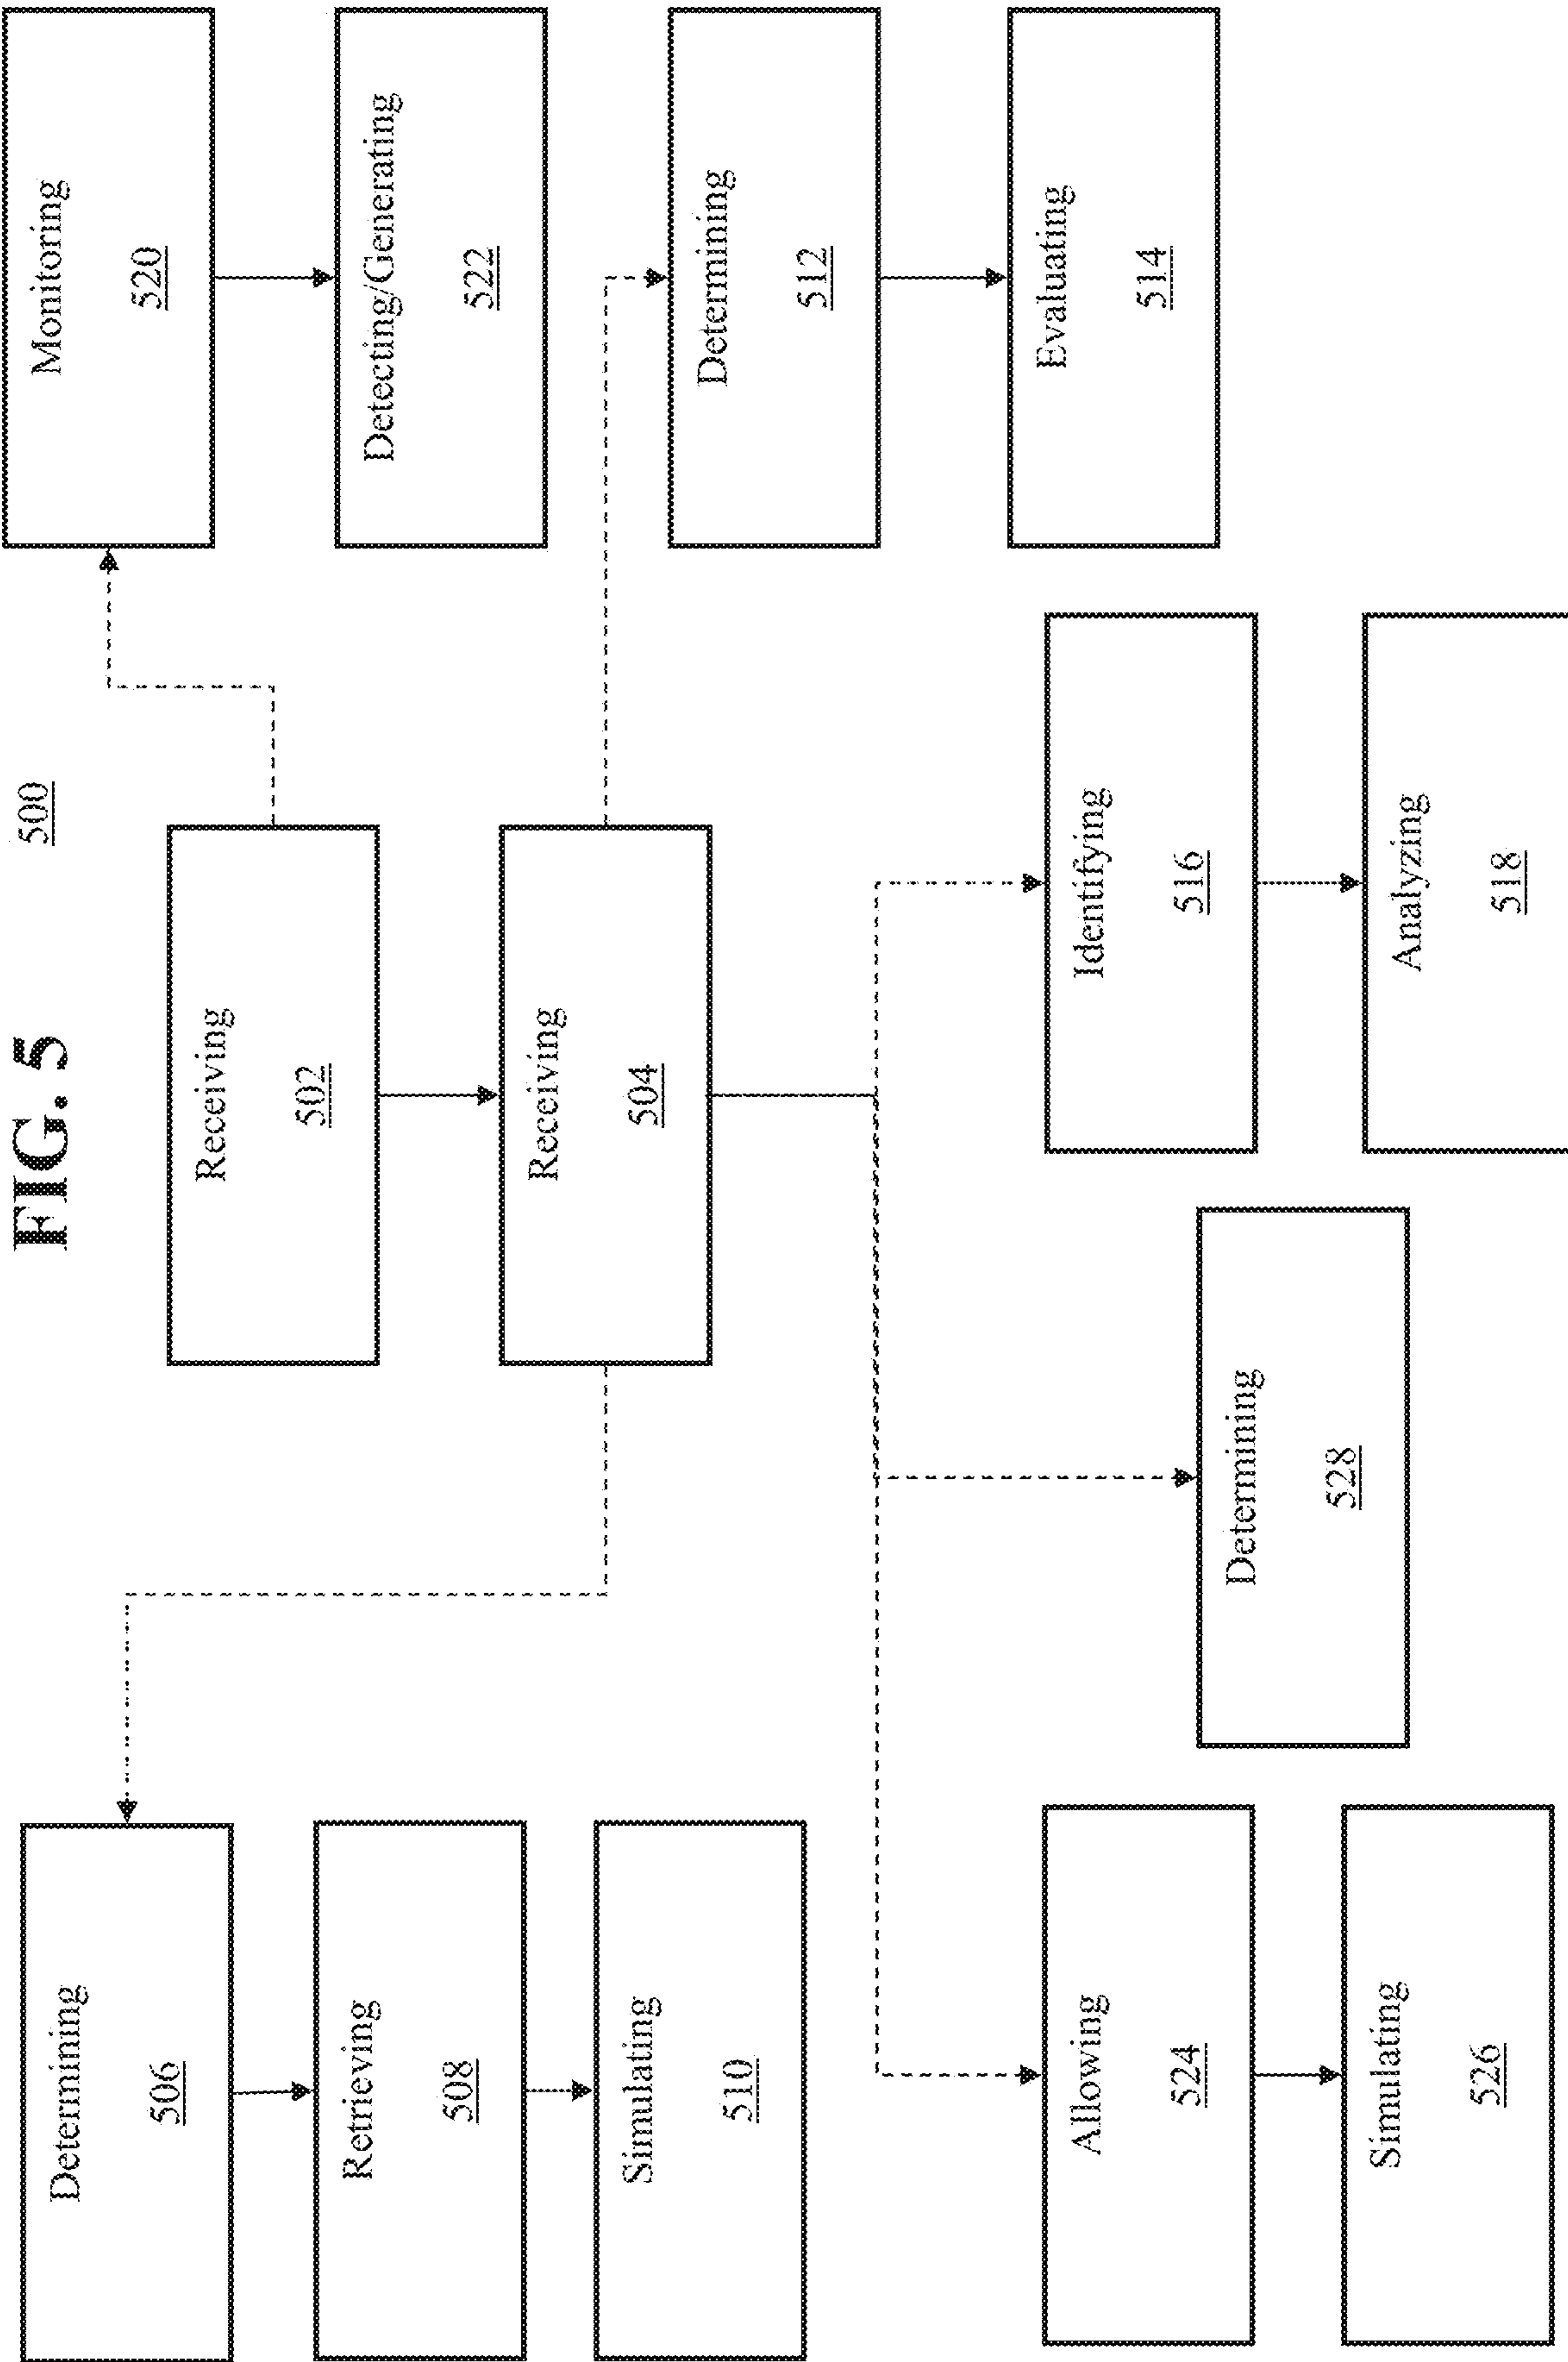 FIG. 5
500
Determining
506
Retrieving
508
Simulating
510
Receiving
502
Receiving
504
Monitoring
520
Detecting/Generating
522
Determining
512
Evaluating
514
Allowing
524
Simulating
526
Determining
528
Identifying
516
Analyzing
518